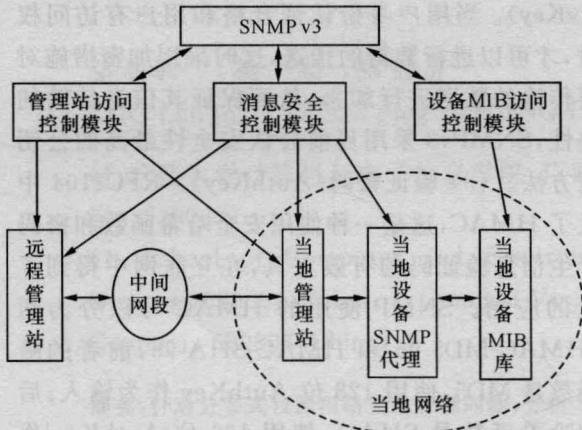 SNMP v3
管理站访问
控制模块
消息安全
控制模块
设备MIB访问
控制模块
远程管理站
中间
网段
当地管理站
当地设备
SNMP
代理
当地设备
MIB
库
当地网络